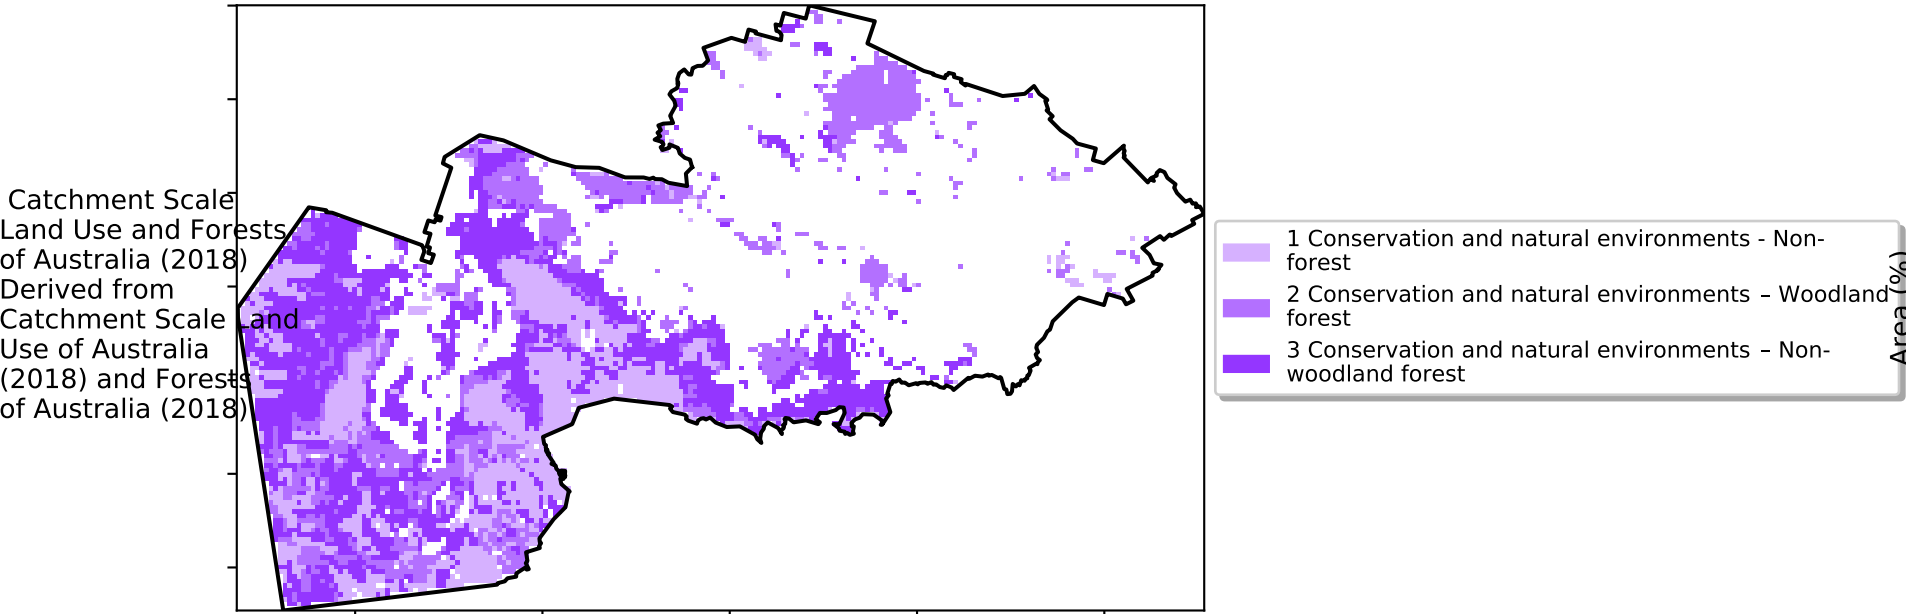 Catchment Scale
Land Use and Forests
of Australia (2018)
Derived from
Catchment Scale Land
Use of Australia
(2018) and Forests
of Australia (2018)
1 Conservation and natural environments - Non-
forest
2 Conservation and natural environments – Woodland
forest
3 Conservation and natural environments – Non-
woodland forest
Area (%)